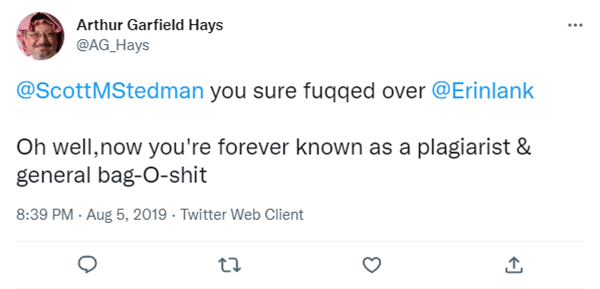 Arthur Garfield Hays
@AG_Hays
@ScottMStedman you sure fuqqed over @Erinlank
Oh well,now you're forever known as a plagiarist &
general bag-O-shit
8:39 PM · Aug 5, 2019 · Twitter Web Client